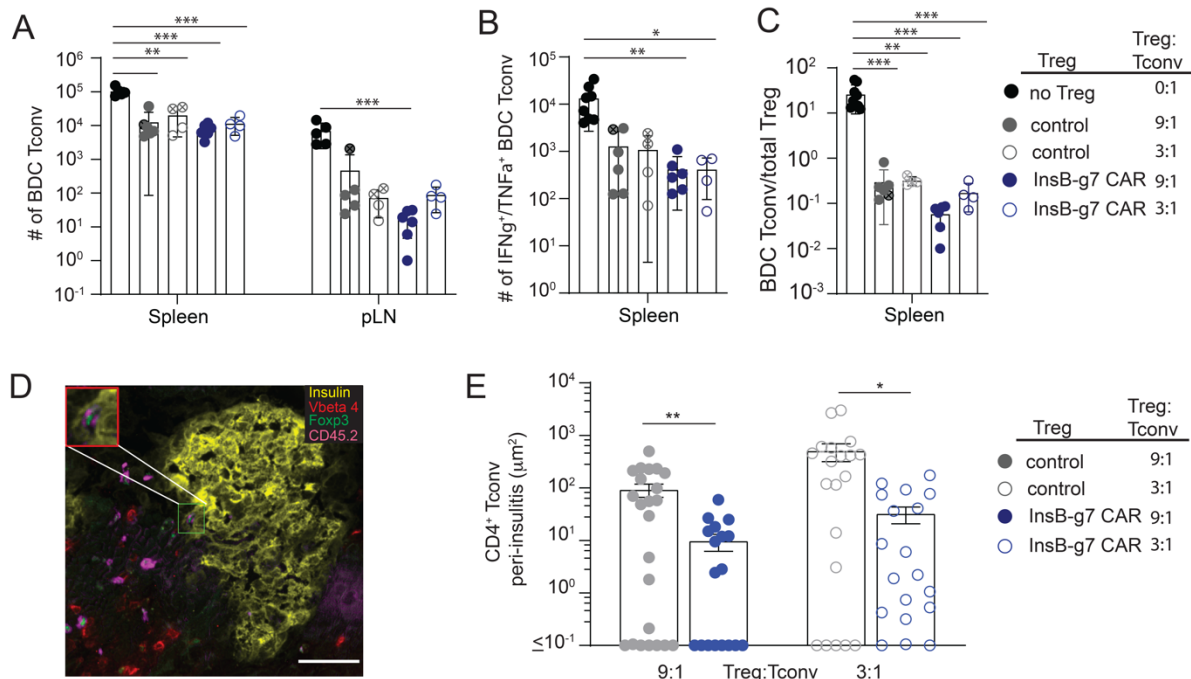 A
***
***
**
# of BDC Tconv
10^6
10^5
10^4
10^3
10^2
10^1
10^0
10^-1
***
Spleen
pLN
B
*
**
# of IFNg^+/TNFa^+ BDC Tconv
10^5
10^4
10^3
10^2
10^1
10^0
Spleen
C
***
***
**
***
BDC Tconv/total Treg
10^2
10^1
10^0
10^-1
10^-2
10^-3
Spleen
Treg Treg: Tconv
no Treg 0:1
control 9:1
control 3:1
InsB-g7 CAR 9:1
InsB-g7 CAR 3:1
D
Insulin
Vbeta 4
Foxp3
CD45.2
E
CD4^+ Tconv
peri-insulitis (μm^2)
10^4
10^3
10^2
10^1
10^0
≤10^-1
**
*
9:1 Treg:Tconv 3:1
Treg Treg: Tconv
control 9:1
control 3:1
InsB-g7 CAR 9:1
InsB-g7 CAR 3:1